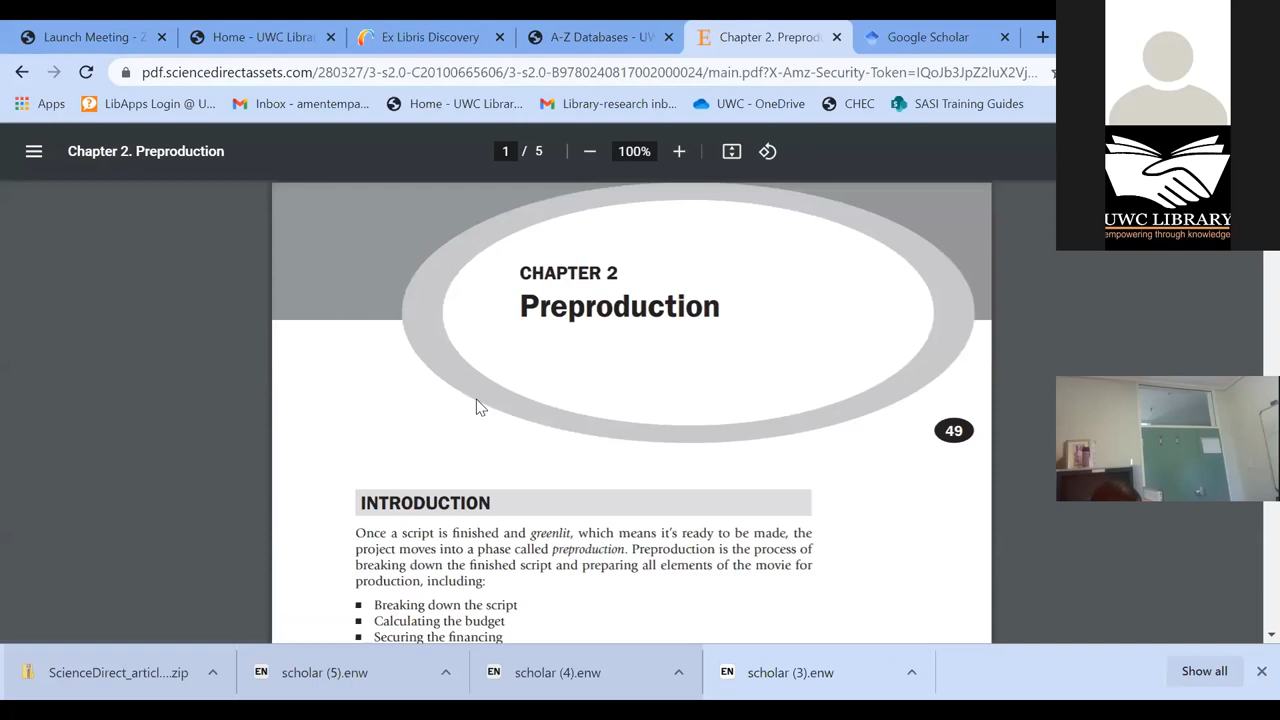 Launch Meeting - Z
Home - UWC Libra
Ex Libris Discovery
A-Z Databases - UW
Chapter 2. Preprodu
Google Scholar
pdf.sciencedirectassets.com/280327/3-s2.0-C20100665606/3-s2.0-B9780240817002000024/main.pdf?X-Amz-Security-Token=IQoJb3JpZ2luX2Vj...
Apps
LibApps Login @ U...
Inbox - amentempa...
Home - UWC Librar...
Library-research inb...
UWC - OneDrive
CHEC
SASI Training Guides
Chapter 2. Preproduction
1 / 5
100%
UWC LIBRARY
empowering through knowledge
CHAPTER 2
Preproduction
49
INTRODUCTION
Once a script is finished and greenlit, which means it's ready to be made, the
project moves into a phase called preproduction. Preproduction is the process of
breaking down the finished script and preparing all elements of the movie for
production, including:
■ Breaking down the script
■ Calculating the budget
■ Securing the financing
ScienceDirect_articl....zip
EN scholar (5).enw
EN scholar (4).enw
EN scholar (3).enw
Show all